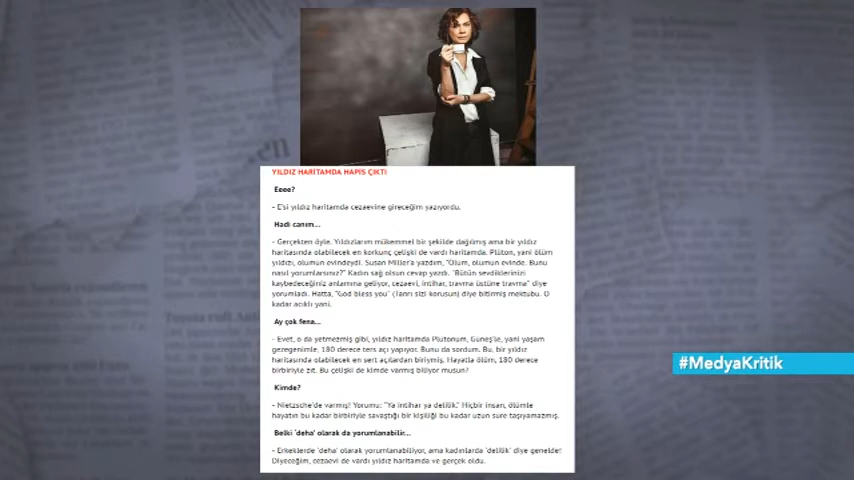 YILDIZ HARİTAMDA HAPİS ÇIKTI
Eeee?
- E'si yıldız haritamda cezaevine gireceğim yazıyordu.
Hadi canım...
- Gerçekten öyle. Yıldızlarım mükemmel bir şekilde dağılmış ama bir yıldız
haritasında olabilecek en korkunç çelişki de vardı haritamda. Plüton, yani ölüm
yıldızı, ölümün evindeydi. Susan Miller'a yazdım, "Ölüm, ölümün evinde. Bunu
nasıl yorumlarsınız?" Kadın sağ olsun cevap yazdı. "Bütün sevdiklerinizi
kaybedeceğiniz anlamına geliyor, cezaevi, intihar, travma üstüne travma" diye
yorumladı. Hatta, "God bless you" (Tanrı sizi korusun) diye bitirmiş mektubu. O
kadar acıklı yani.
Ay çok fena...
- Evet, o da yetmezmiş gibi, yıldız haritamda Plutonum, Güneş'le, yani yaşam
gezegenimle, 180 derece ters açı yapıyor. Bunu da sordum. Bu, bir yıldız
haritasında olabilecek en sert açılardan biriymiş. Hayatla ölüm, 180 derece
birbiriyle zıt. Bu çelişki de kimde varmış biliyor musun?
Kimde?
- Nietzsche'de varmış! Yorumu: "Ya intihar ya delilik." Hiçbir insan, ölümle
hayatın bu kadar birbiriyle savaştığı bir kişiliği bu kadar uzun süre taşıyamazmış.
Belki 'deha' olarak da yorumlanabilir...
- Erkeklerde 'deha' olarak yorumlanabiliyor, ama kadınlarda 'delilik' diye genelde!
Diyeceğim, cezaevi de vardı yıldız haritamda ve gerçek oldu.
#MedyaKritik